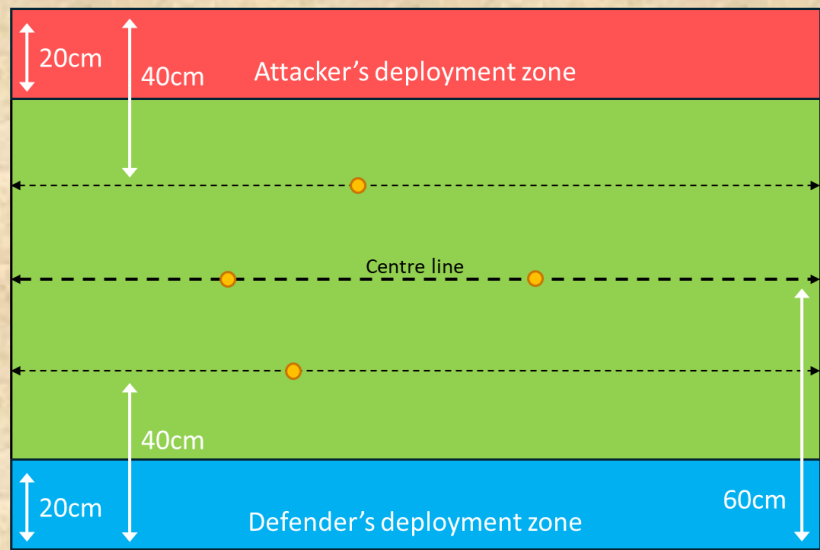 20cm
40cm
Attacker's deployment zone
Centre line
40cm
20cm
60cm
Defender's deployment zone